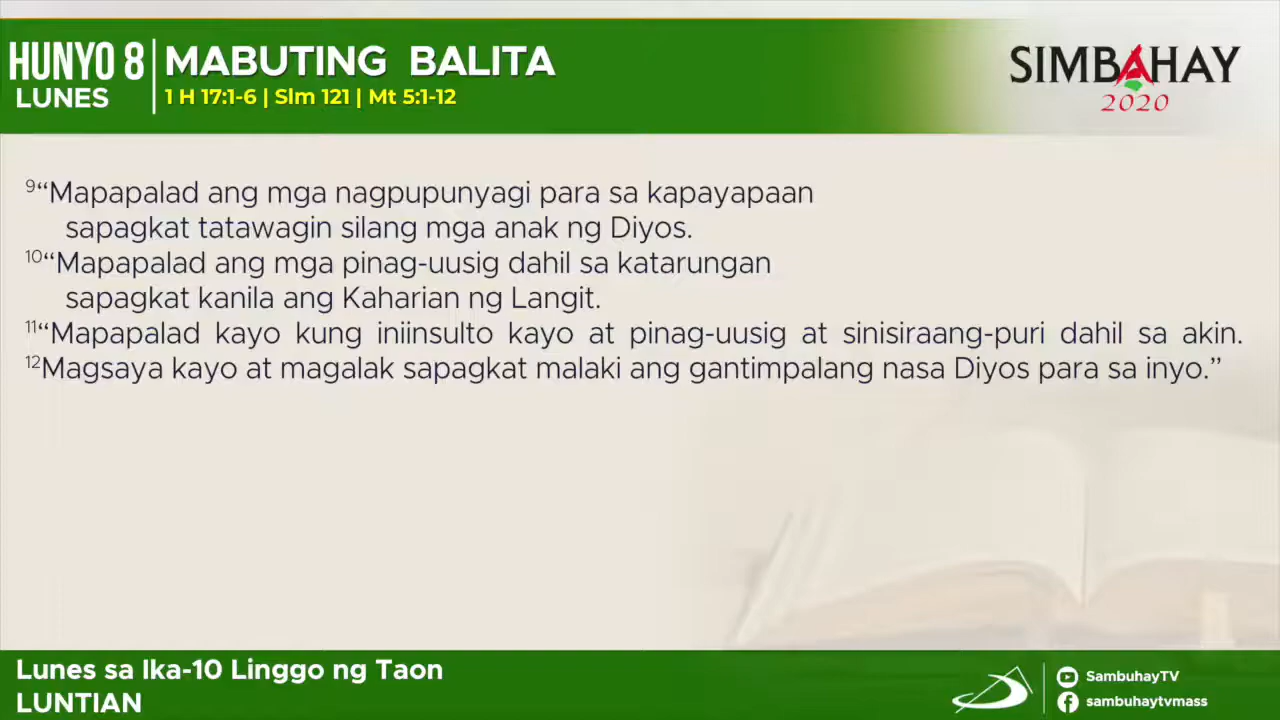 HUNYO 8
LUNES
MABUTING BALITA
1 H 17:1-6 | Slm 121 | Mt 5:1-12
SIMBAHAY
2020
⁹“Mapapalad ang mga nagpupunyagi para sa kapayapaan
sapagkat tatawagin silang mga anak ng Diyos.
¹⁰“Mapapalad ang mga pinag-uusig dahil sa katarungan
sapagkat kanila ang Kaharian ng Langit.
¹¹“Mapapalad kayo kung iniinsulto kayo at pinag-uusig at sinisiraang-puri dahil sa akin.
¹²Magsaya kayo at magalak sapagkat malaki ang gantimpalang nasa Diyos para sa inyo.”
Lunes sa Ika-10 Linggo ng Taon
LUNTIAN
SambuhayTV
sambuhaytvmass